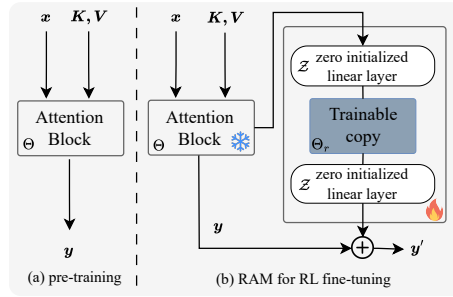 x K, V
Attention
Block
Θ
y
(a) pre-training
x K, V
Attention
Block
Θ
y
Z zero initialized
linear layer
Trainable
copy
Θr
Z zero initialized
linear layer
+
y′
(b) RAM for RL fine-tuning